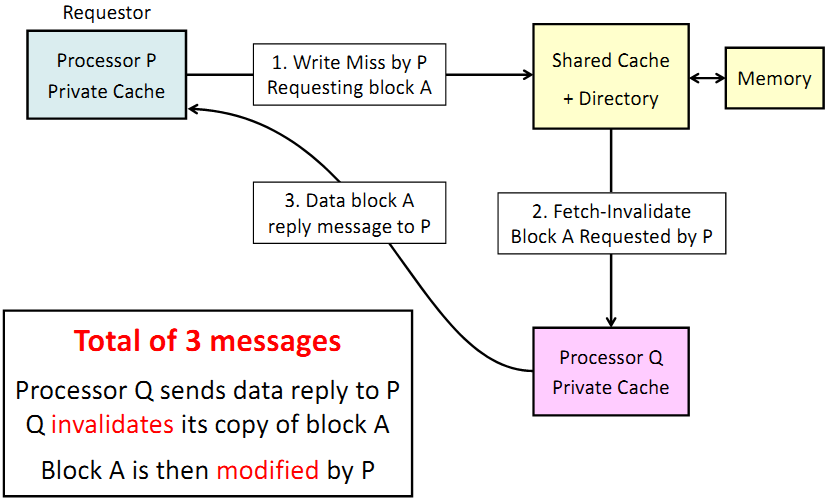 Requestor
Processor P
Private Cache
1. Write Miss by P
Requesting block A
Shared Cache
+ Directory
Memory
3. Data block A
reply message to P
2. Fetch-Invalidate
Block A Requested by P
Total of 3 messages
Processor Q sends data reply to P
Q invalidates its copy of block A
Block A is then modified by P
Processor Q
Private Cache